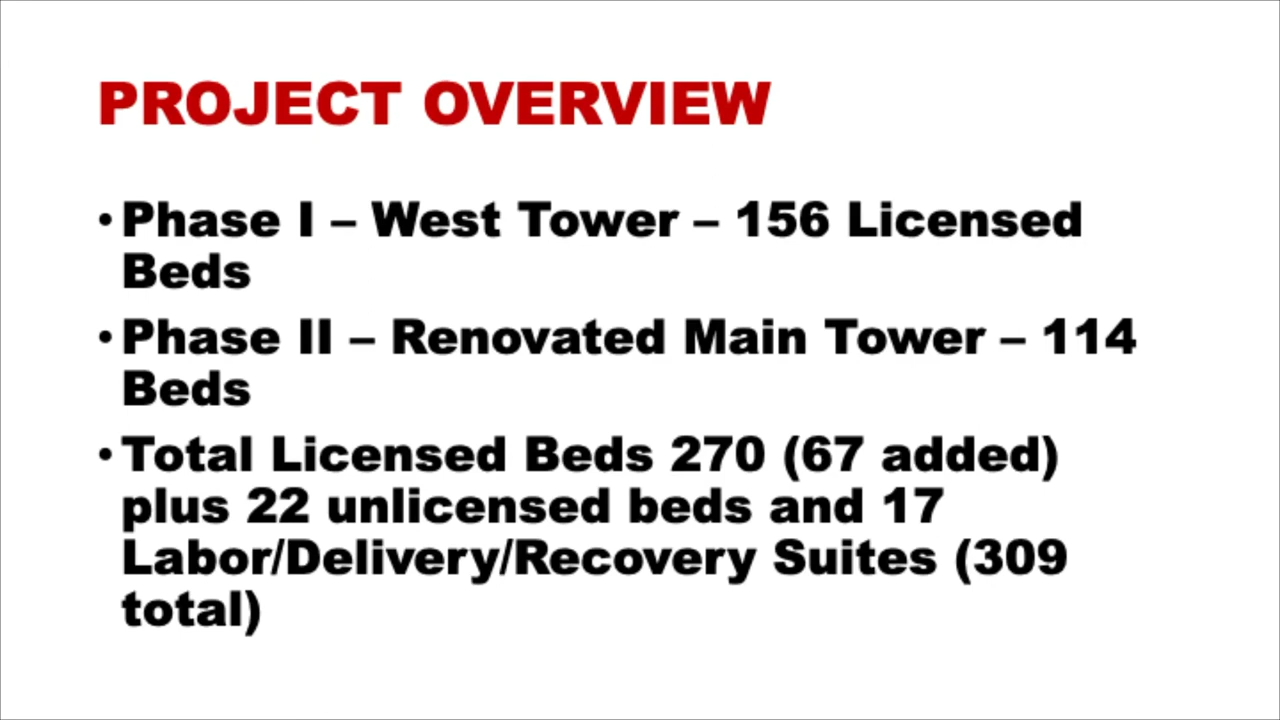 PROJECT OVERVIEW
• Phase I – West Tower – 156 Licensed
Beds
• Phase II – Renovated Main Tower – 114
Beds
• Total Licensed Beds 270 (67 added)
plus 22 unlicensed beds and 17
Labor/Delivery/Recovery Suites (309
total)